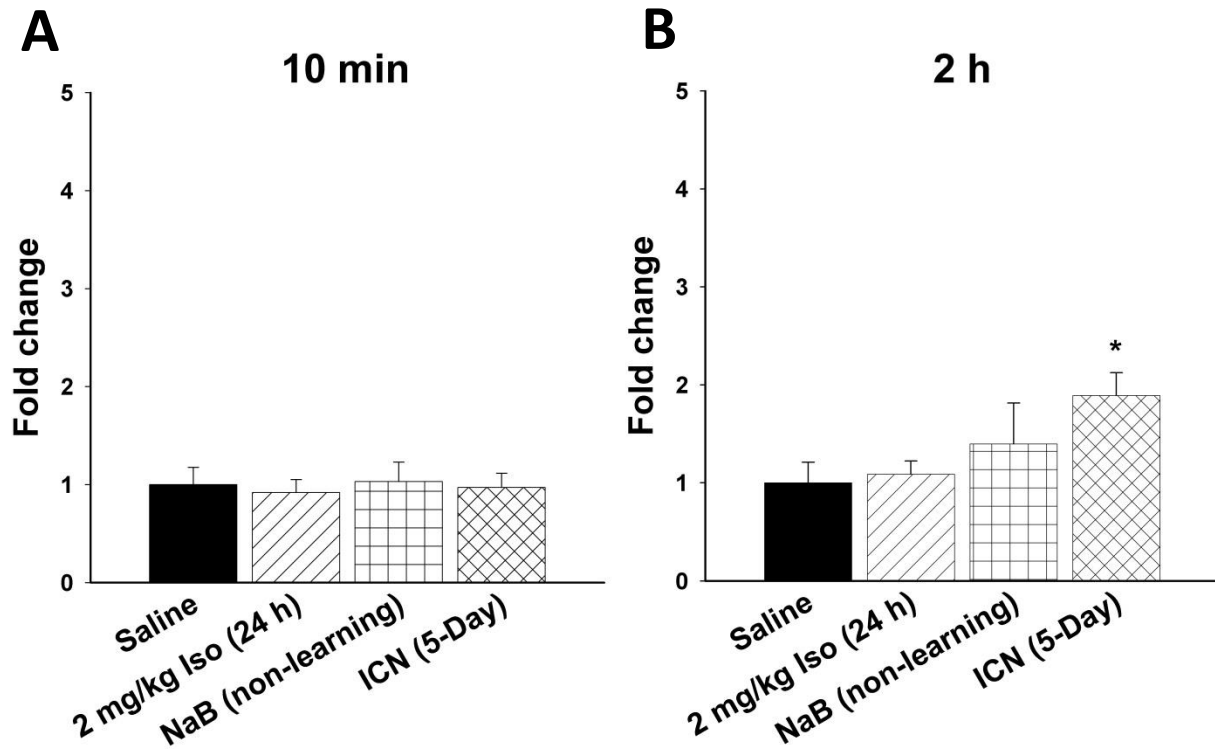 A
10 min
5
4
3
2
1
0
Fold change
Saline
2 mg/kg Iso (24 h)
NaB (non-learning)
ICN (5-Day)
B
2 h
5
4
3
2
1
0
Fold change
*
Saline
2 mg/kg Iso (24 h)
NaB (non-learning)
ICN (5-Day)